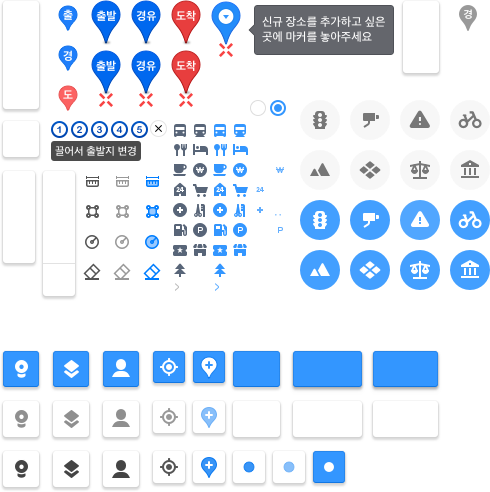 출
출발
경유
도착
신규 장소를 추가하고 싶은
곳에 마커를 놓아주세요
경
경
출발
경유
도착
도
1 2 3 4 5
끌어서 출발지 변경
W W W
24 24 24
P P P